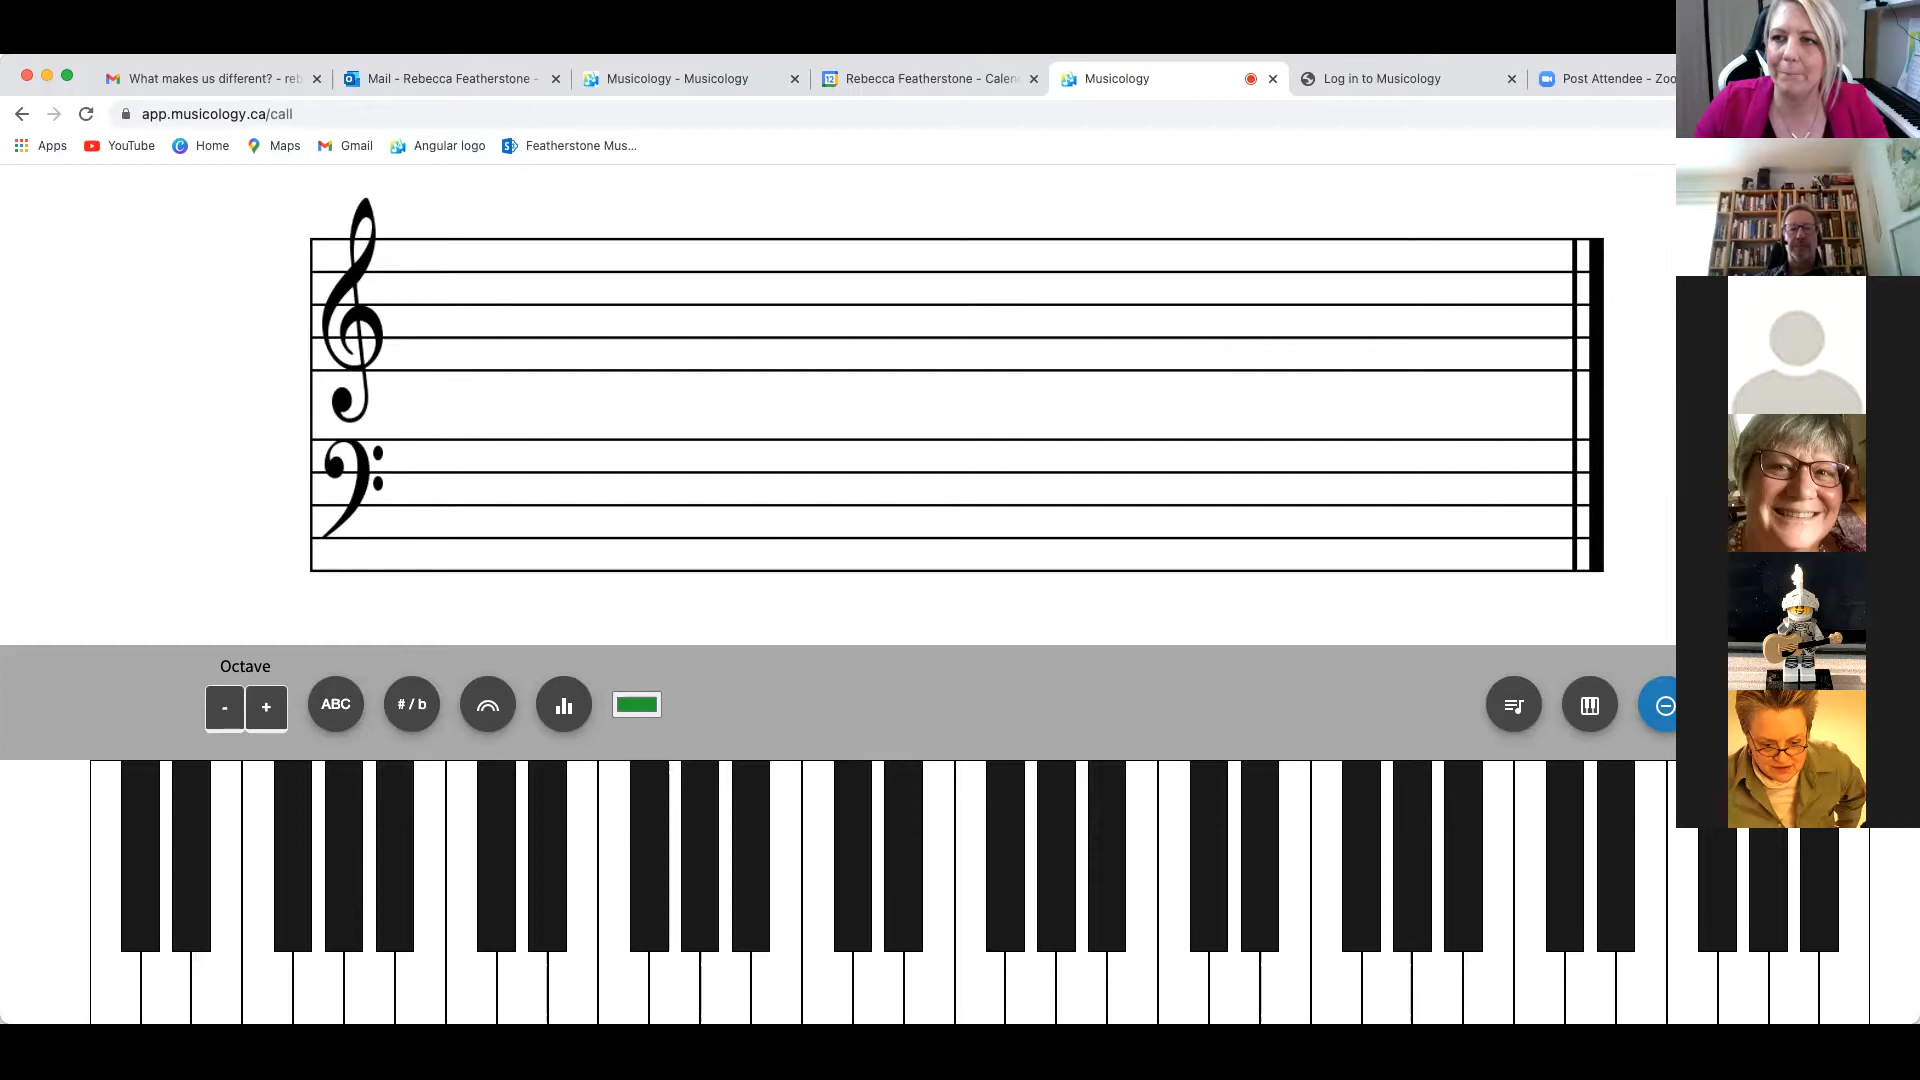 What makes us different? - reb
Mail - Rebecca Featherstone -
Musicology - Musicology
12
Rebecca Featherstone - Calen
Musicology
Log in to Musicology
Post Attendee - Zoo
app.musicology.ca/call
Apps
YouTube
Home
Maps
Gmail
Angular logo
Featherstone Mus...
Octave
-
+
ABC
# / b